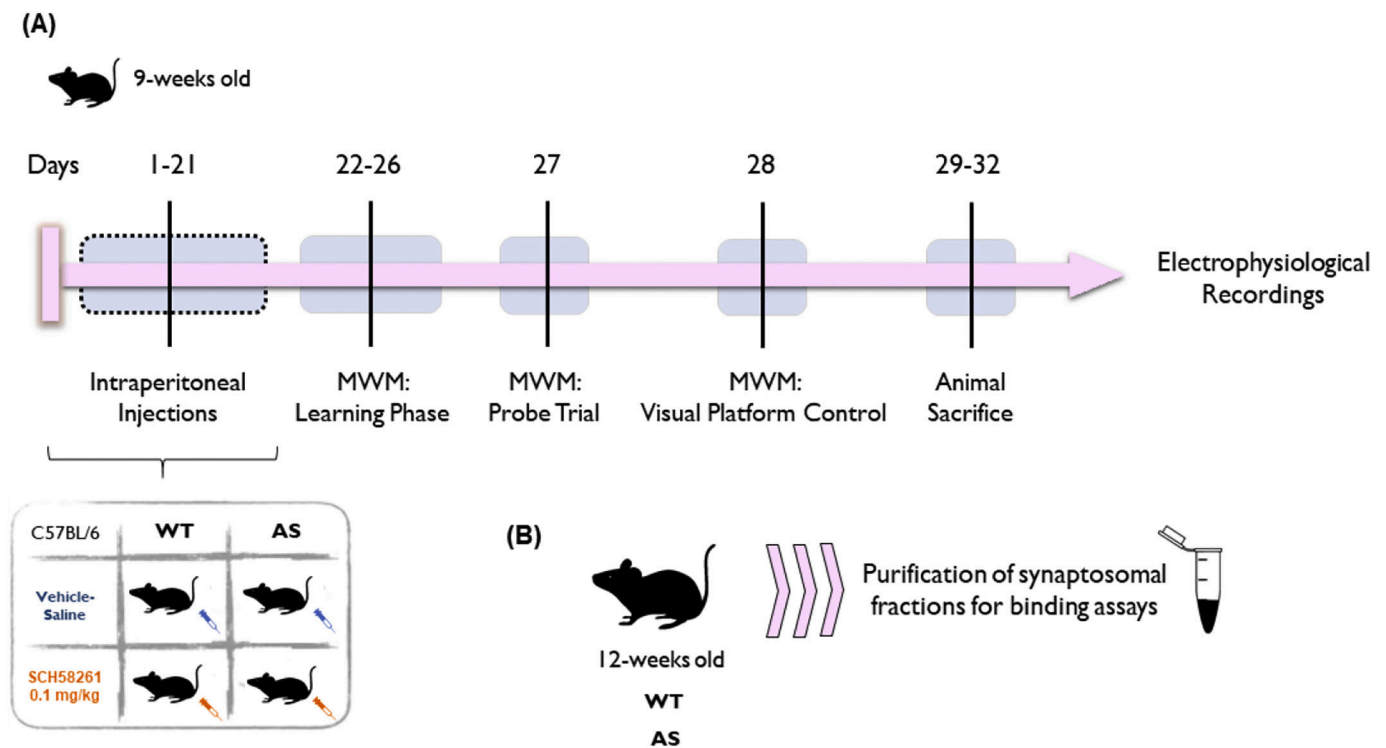 (A)
9-weeks old
Days 1-21 22-26 27 28 29-32
Electrophysiological
Recordings
Intraperitoneal
Injections
MWM:
Learning Phase
MWM:
Probe Trial
MWM:
Visual Platform Control
Animal
Sacrifice
C57BL/6 WT AS
Vehicle-
Saline
SCH58261
0.1 mg/kg
(B)
12-weeks old
WT
AS
Purification of synaptosomal
fractions for binding assays